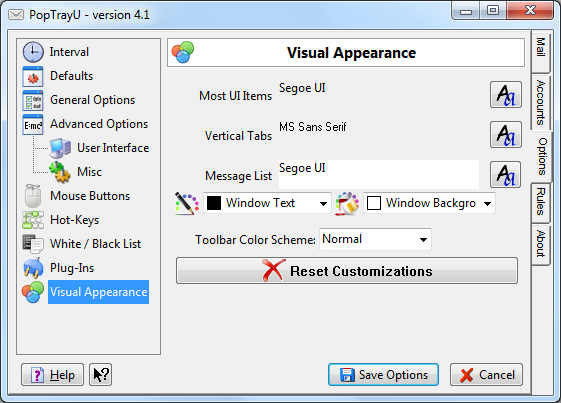 PopTrayU - version 4.1
Interval
Defaults
General Options
Advanced Options
User Interface
Misc
Mouse Buttons
Hot-Keys
White / Black List
Plug-Ins
Visual Appearance
Visual Appearance
Most UI Items
Segoe UI
Vertical Tabs
MS Sans Serif
Message List
Segoe UI
Window Text
Window Backgro
Toolbar Color Scheme:
Normal
Reset Customizations
Mail
Accounts
Options
Rules
About
Help
Save Options
Cancel